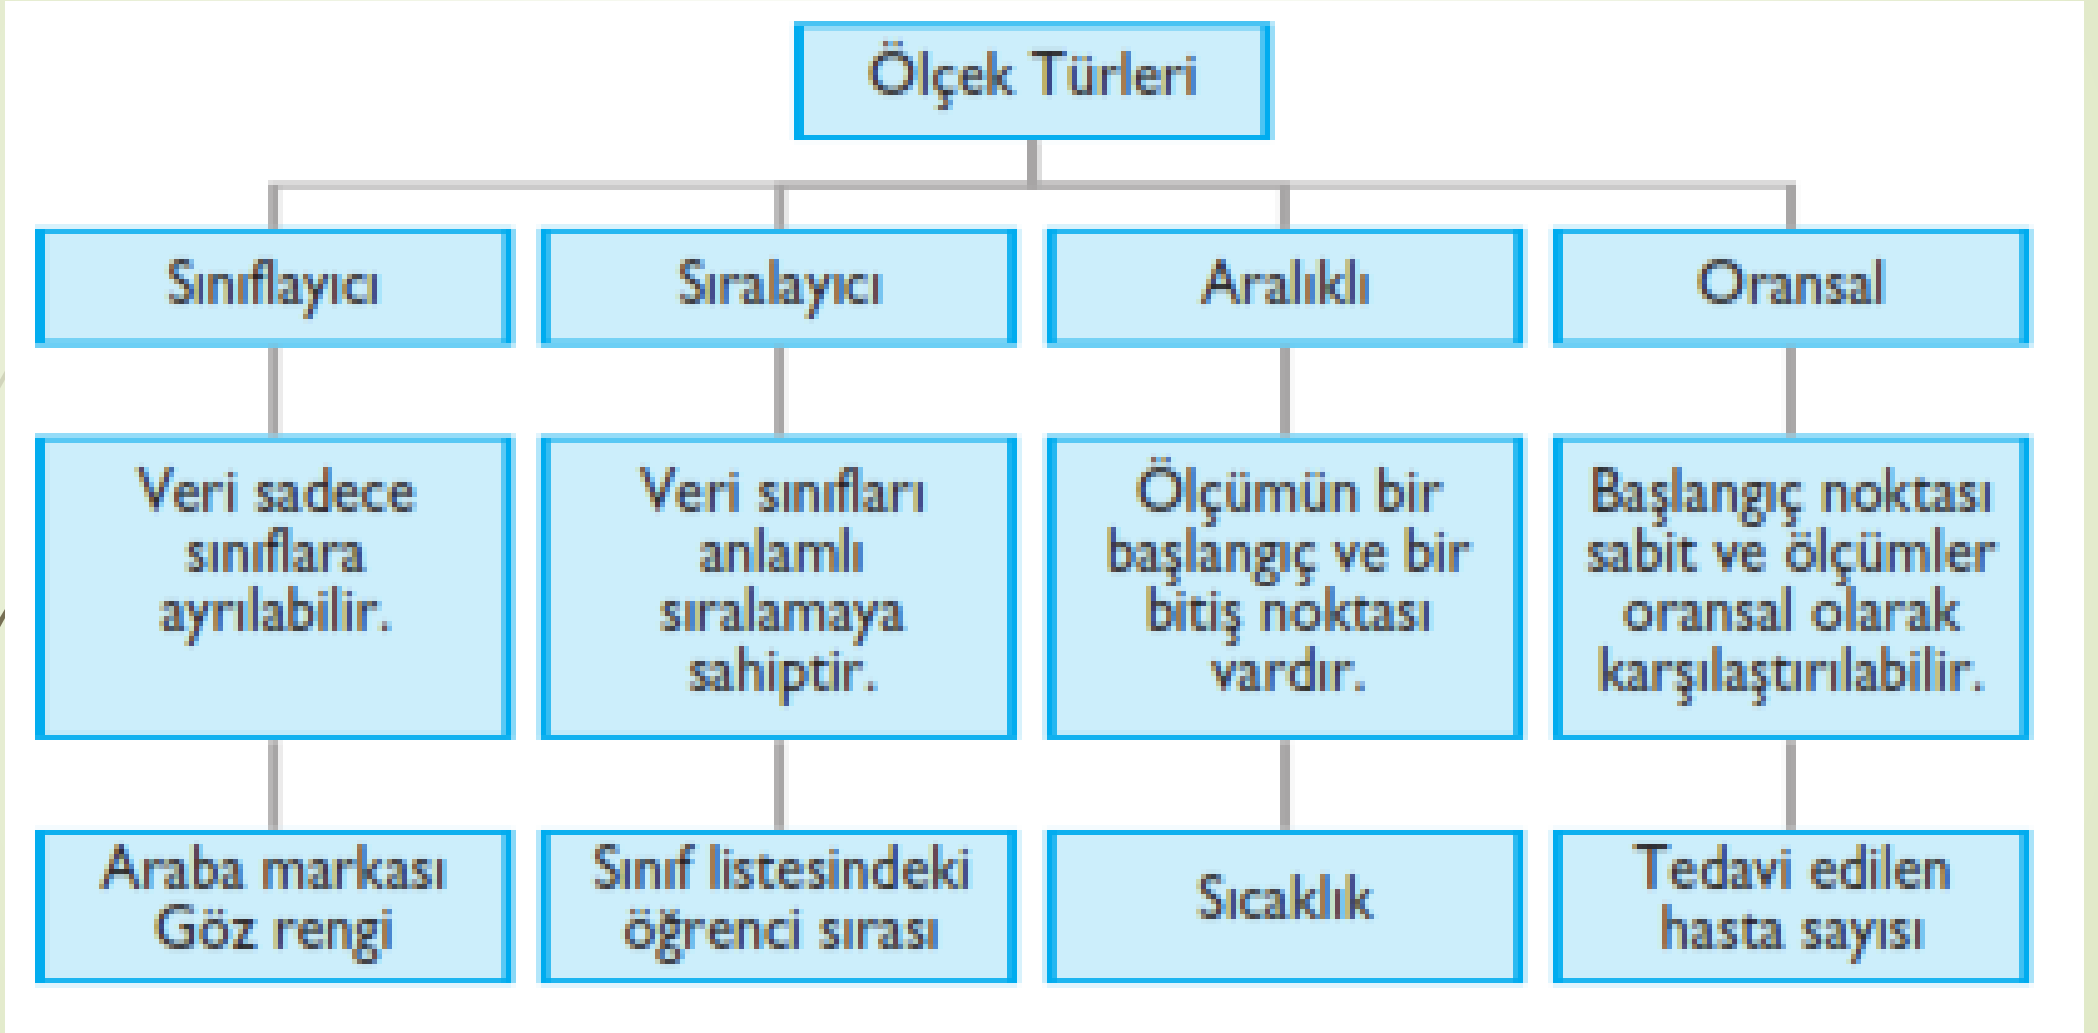 Ölçek Türleri
Sınıflayıcı
Sıralayıcı
Aralıklı
Oransal
Veri sadece
sınıflara
ayrılabilir.
Veri sınıfları
anlamlı
sıralamaya
sahiptir.
Ölçümün bir
başlangıç ve bir
bitiş noktası
vardır.
Başlangıç noktası
sabit ve ölçümler
oransal olarak
karşılaştırılabilir.
Araba markası
Göz rengi
Sınıf listesindeki
öğrenci sırası
Sıcaklık
Tedavi edilen
hasta sayısı